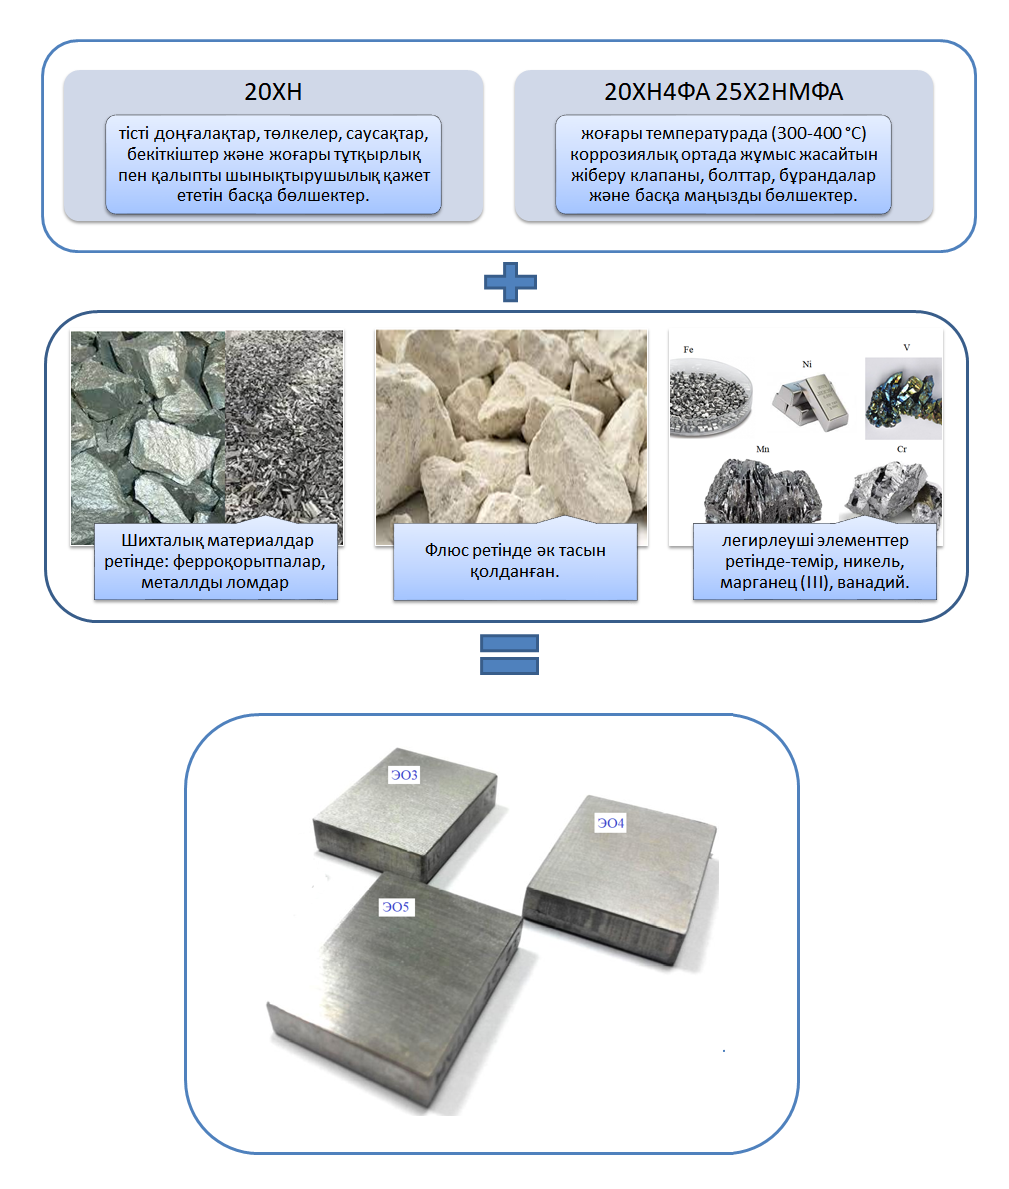 20ХН
тісті доңғалақтар, төлкелер, саусақтар,
бекіткіштер және жоғары тұтқырлық
пен қалыпты шынықтырушылық қажет
ететін басқа бөлшектер.
20ХН4ФА 25Х2НМФА
жоғары температурада (300-400 °С)
коррозиялық ортада жұмыс жасайтын
жіберу клапаны, болттар, бұрандалар
және басқа маңызды бөлшектер.
Fe
Ni
V
Mn
Cr
Шихталық материалдар
ретінде: ферроқорытпалар,
металлды ломдар
Флюс ретінде әк тасын
қолданған.
легирлеуші элементтер
ретінде-темір, никель,
марганец (III), ванадий.
ЭО3
ЭО4
ЭО5